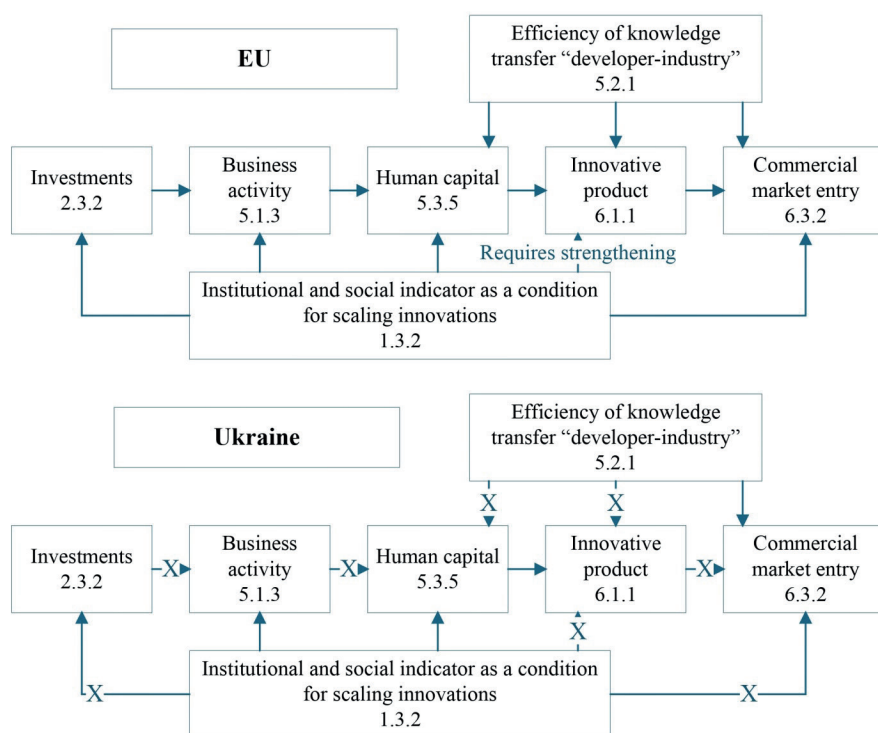 EU
Efficiency of knowledge
transfer “developer-industry”
5.2.1
Investments
2.3.2
Business
activity
5.1.3
Human capital
5.3.5
Innovative
product
6.1.1
Commercial
market entry
6.3.2
Requires strengthening
Institutional and social indicator as a condition
for scaling innovations
1.3.2
Ukraine
Efficiency of knowledge
transfer “developer-industry”
5.2.1
X
X
Investments
2.3.2
X
Business
activity
5.1.3
X
Human capital
5.3.5
Innovative
product
6.1.1
X
Commercial
market entry
6.3.2
X
X
Institutional and social indicator as a condition
for scaling innovations
1.3.2
X